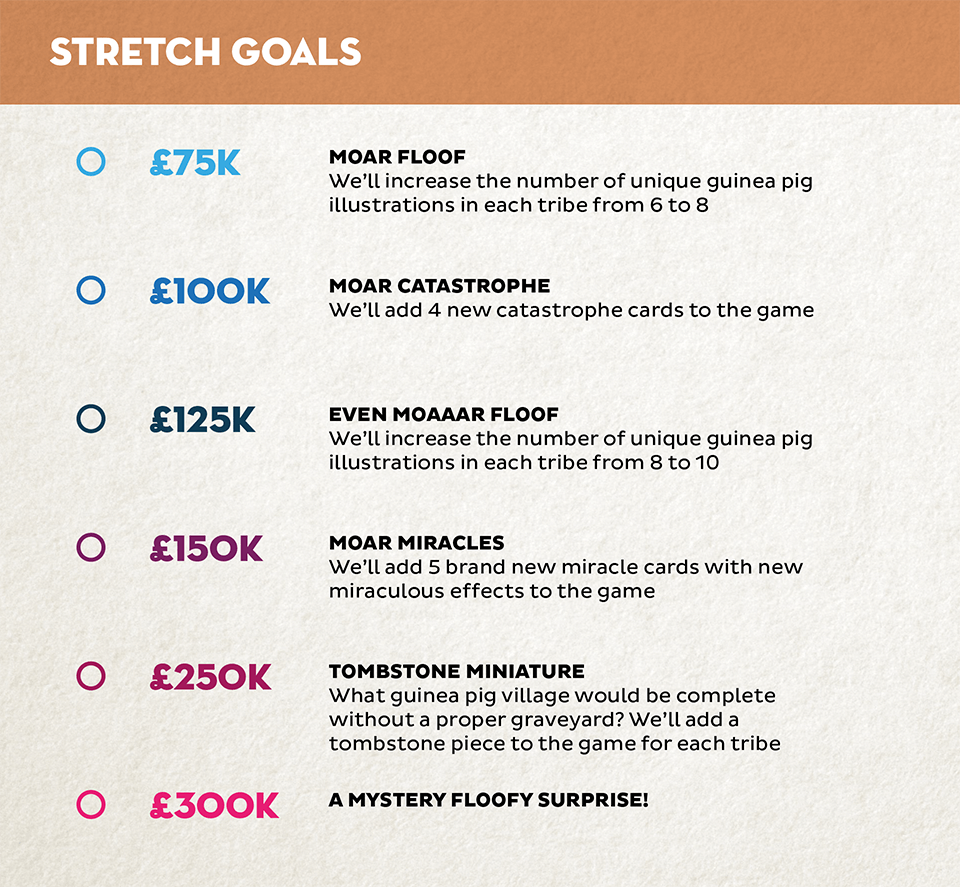 STRETCH GOALS
£75K
MOAR FLOOF
We'll increase the number of unique guinea pig
illustrations in each tribe from 6 to 8
£100K
MOAR CATASTROPHE
We'll add 4 new catastrophe cards to the game
£125K
EVEN MOAAAR FLOOF
We'll increase the number of unique guinea pig
illustrations in each tribe from 8 to 10
£150K
MOAR MIRACLES
We'll add 5 brand new miracle cards with new
miraculous effects to the game
£250K
TOMBSTONE MINIATURE
What guinea pig village would be complete
without a proper graveyard? We'll add a
tombstone piece to the game for each tribe
£300K
A MYSTERY FLOOFY SURPRISE!